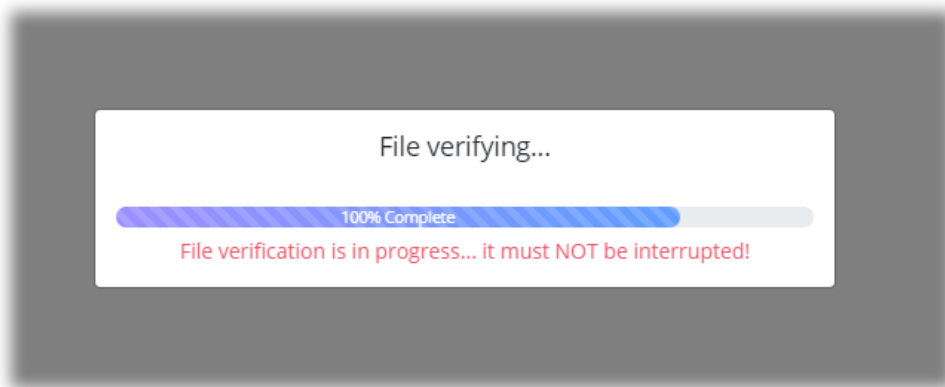 File verifying...
100% Complete
File verification is in progress... it must NOT be interrupted!